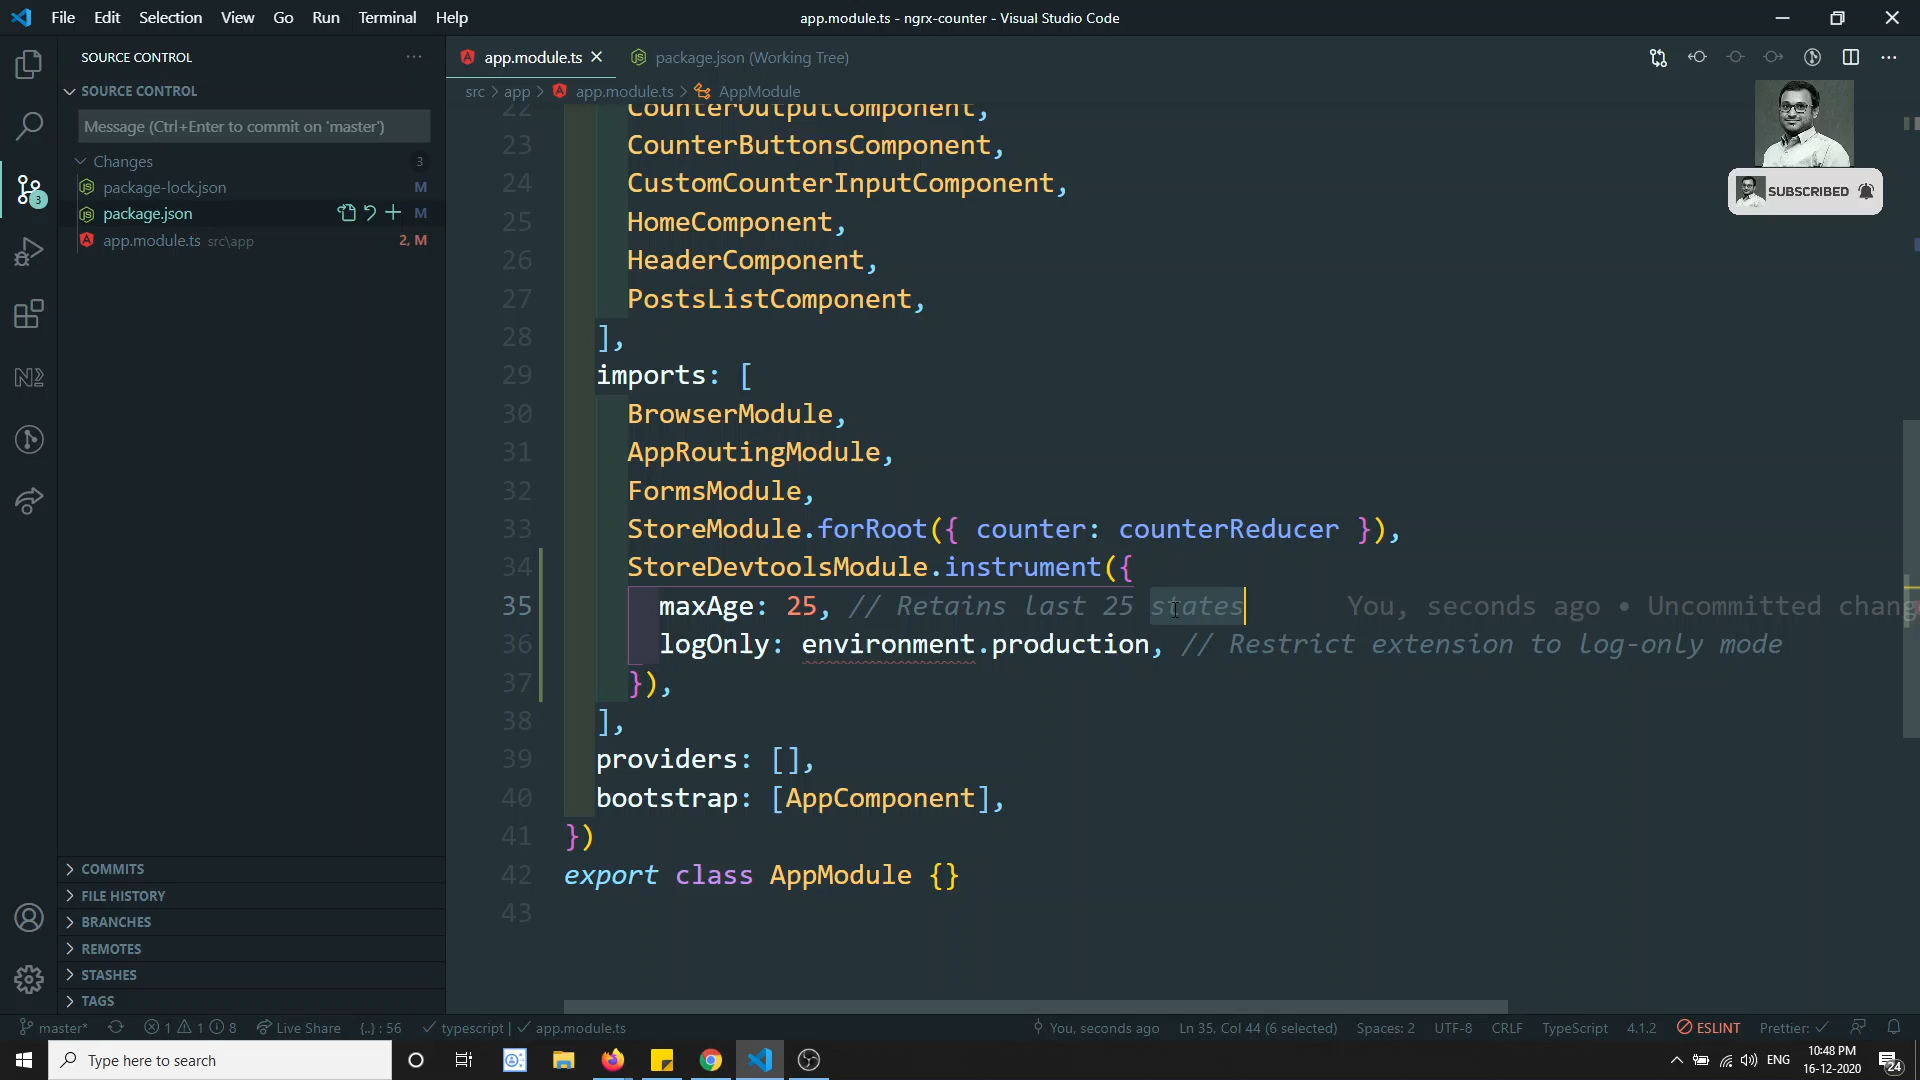 File Edit Selection View Go Run Terminal Help
app.module.ts - ngrx-counter - Visual Studio Code
SOURCE CONTROL
app.module.ts
package.json (Working Tree)
SOURCE CONTROL
src > app > app.module.ts > AppModule
Message (Ctrl+Enter to commit on 'master')
Changes 3
package-lock.json M
package.json M
app.module.ts src\app 2, M
3
SUBSCRIBED
22 CounterOutputComponent,
23 CounterButtonsComponent,
24 CustomCounterInputComponent,
25 HomeComponent,
26 HeaderComponent,
27 PostsListComponent,
28 ],
29 imports: [
30 BrowserModule,
31 AppRoutingModule,
32 FormsModule,
33 StoreModule.forRoot({ counter: counterReducer }),
34 StoreDevtoolsModule.instrument({
35 maxAge: 25, // Retains last 25 states You, seconds ago • Uncommitted chang
36 logOnly: environment.production, // Restrict extension to log-only mode
37 }),
38 ],
39 providers: [],
40 bootstrap: [AppComponent],
41 })
42 export class AppModule {}
43
COMMITS
FILE HISTORY
BRANCHES
REMOTES
STASHES
TAGS
master* 1 1 8 Live Share {..} : 56 typescript | app.module.ts You, seconds ago Ln 35, Col 44 (6 selected) Spaces: 2 UTF-8 CRLF TypeScript 4.1.2 ESLINT Prettier:
Type here to search
ENG
10:48 PM
16-12-2020
24